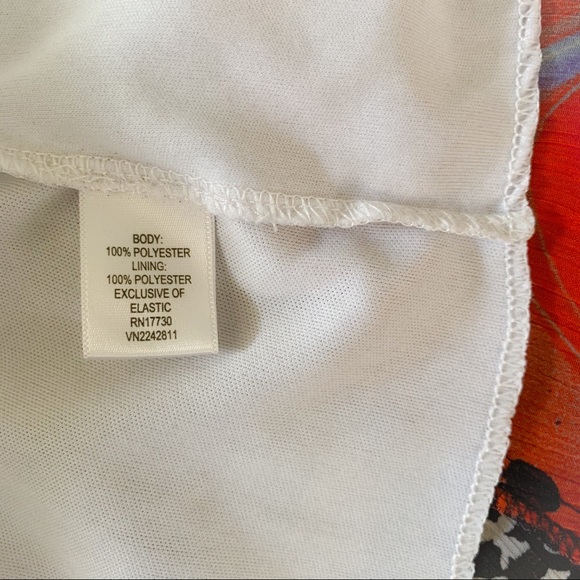 BODY:
100% POLYESTER
LINING:
100% POLYESTER
EXCLUSIVE OF
ELASTIC
RN17730
VN2242811